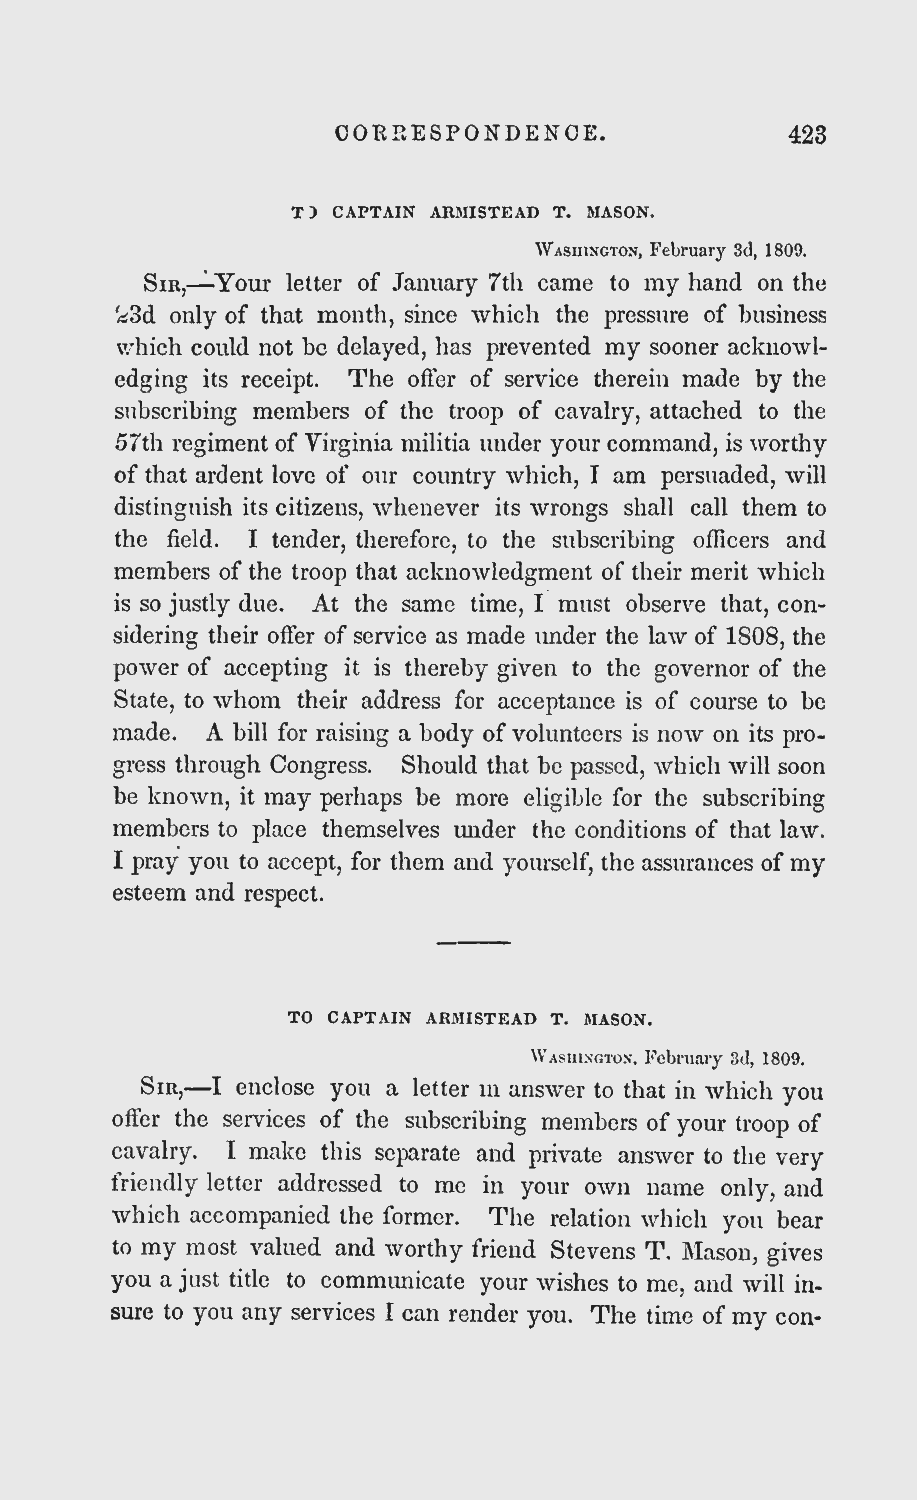 CORRESPONDENCE. 423
TO CAPTAIN ARMISTEAD T. MASON.
Washington, February 3d, 1809.
Sir,—Your letter of January 7th came to my hand on the
23d only of that month, since which the pressure of business
which could not be delayed, has prevented my sooner acknowl-
edging its receipt. The offer of service therein made by the
subscribing members of the troop of cavalry, attached to the
57th regiment of Virginia militia under your command, is worthy
of that ardent love of our country which, I am persuaded, will
distinguish its citizens, whenever its wrongs shall call them to
the field. I tender, therefore, to the subscribing officers and
members of the troop that acknowledgment of their merit which
is so justly due. At the same time, I must observe that, con-
sidering their offer of service as made under the law of 1808, the
power of accepting it is thereby given to the governor of the
State, to whom their address for acceptance is of course to be
made. A bill for raising a body of volunteers is now on its pro-
gress through Congress. Should that be passed, which will soon
be known, it may perhaps be more eligible for the subscribing
members to place themselves under the conditions of that law.
I pray you to accept, for them and yourself, the assurances of my
esteem and respect.
TO CAPTAIN ARMISTEAD T. MASON.
Washington, February 3d, 1809.
Sir,—I enclose you a letter in answer to that in which you
offer the services of the subscribing members of your troop of
cavalry. I make this separate and private answer to the very
friendly letter addressed to me in your own name only, and
which accompanied the former. The relation which you bear
to my most valued and worthy friend Stevens T. Mason, gives
you a just title to communicate your wishes to me, and will in-
sure to you any services I can render you. The time of my con-